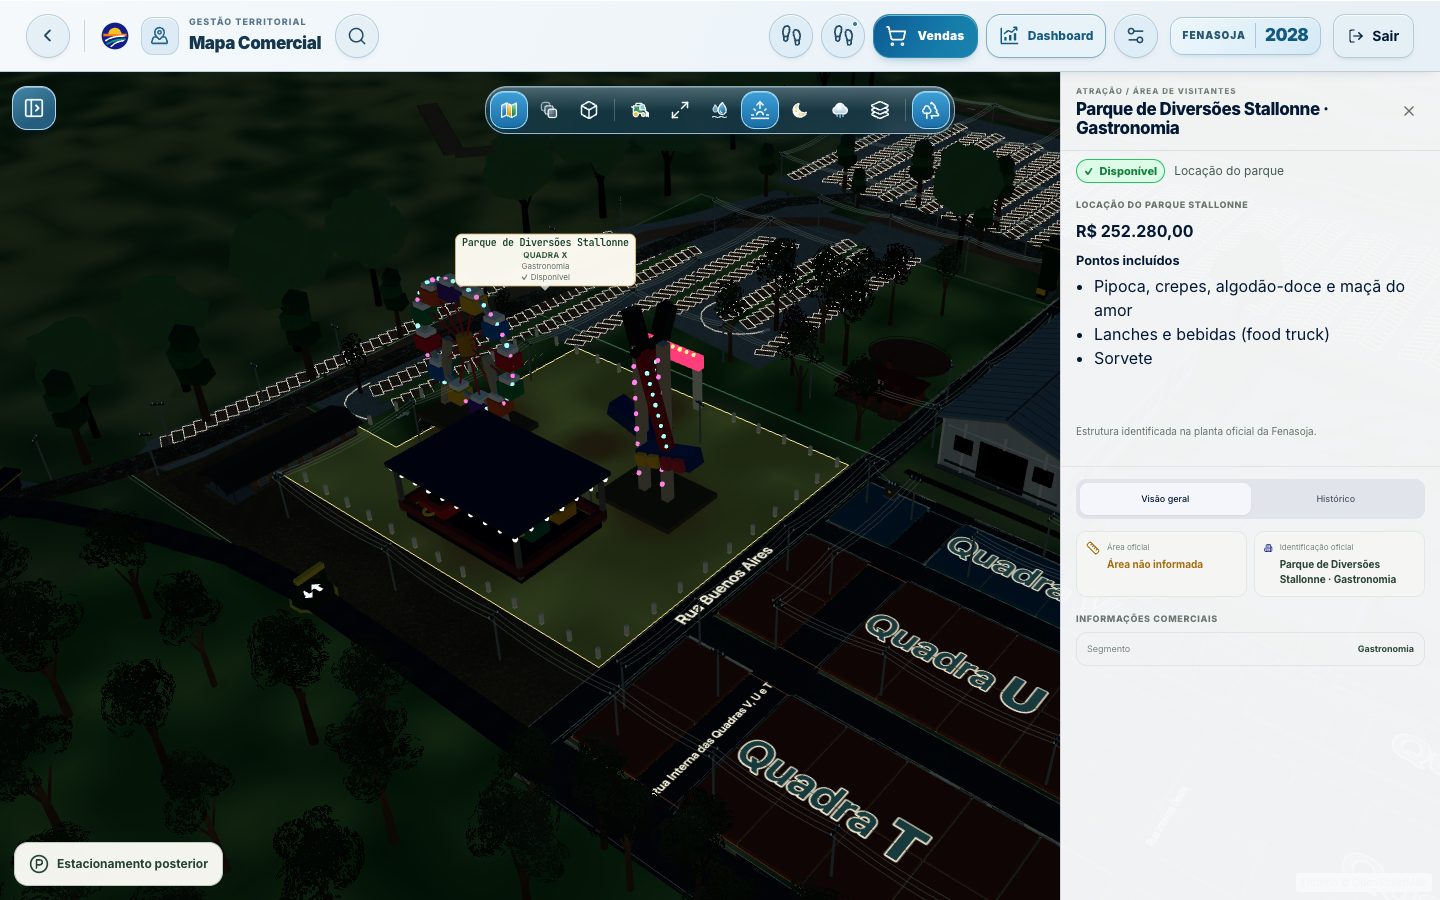 GESTÃO TERRITORIAL
Mapa Comercial
Vendas
Dashboard
FENASOJA 2028
Sair
Parque de Diversões Stallonne
QUADRA X
Gastronomia
✓ Disponível
Rua Buenos Aires
Quadra
Quadra U
Rua Interna das Quadras V, U e T
Quadra T
Estacionamento posterior
ATRAÇÃO / ÁREA DE VISITANTES
Parque de Diversões Stallonne ·
Gastronomia
✓ Disponível
Locação do parque
LOCAÇÃO DO PARQUE STALLONNE
R$ 252.280,00
Pontos incluídos
• Pipoca, crepes, algodão-doce e maçã do
amor
• Lanches e bebidas (food truck)
• Sorvete
Estrutura identificada na planta oficial da Fenasoja.
Visão geral
Histórico
Área oficial
Área não informada
Identificação oficial
Parque de Diversões
Stallonne · Gastronomia
INFORMAÇÕES COMERCIAIS
Segmento
Gastronomia